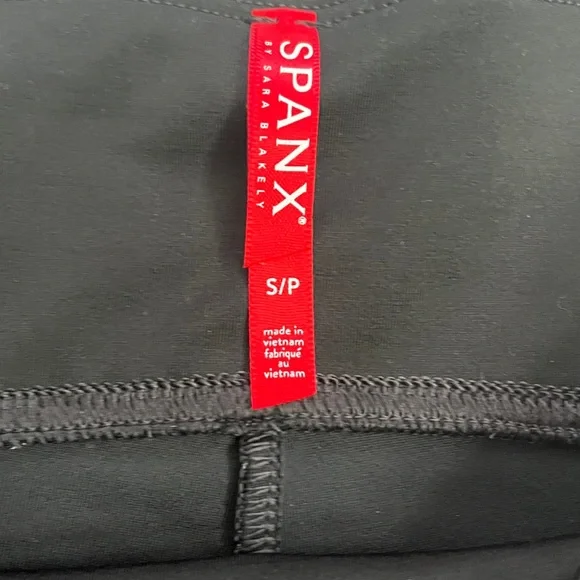 SPANX®
BY SARA BLAKELY
S/P
made in
vietnam
fabriqué
au
vietnam